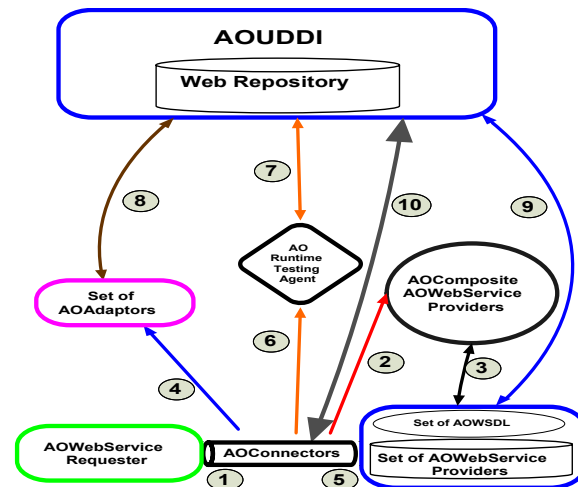 AOUDDI
Web Repository
7
8
10
9
AO
Runtime
Testing
Agent
AOComposite
AOWebService
Providers
Set of
AOAdaptors
6
2
3
4
Set of AOWSDL
AOWebService
Requester
AOConnectors
Set of AOWebService
Providers
1
5